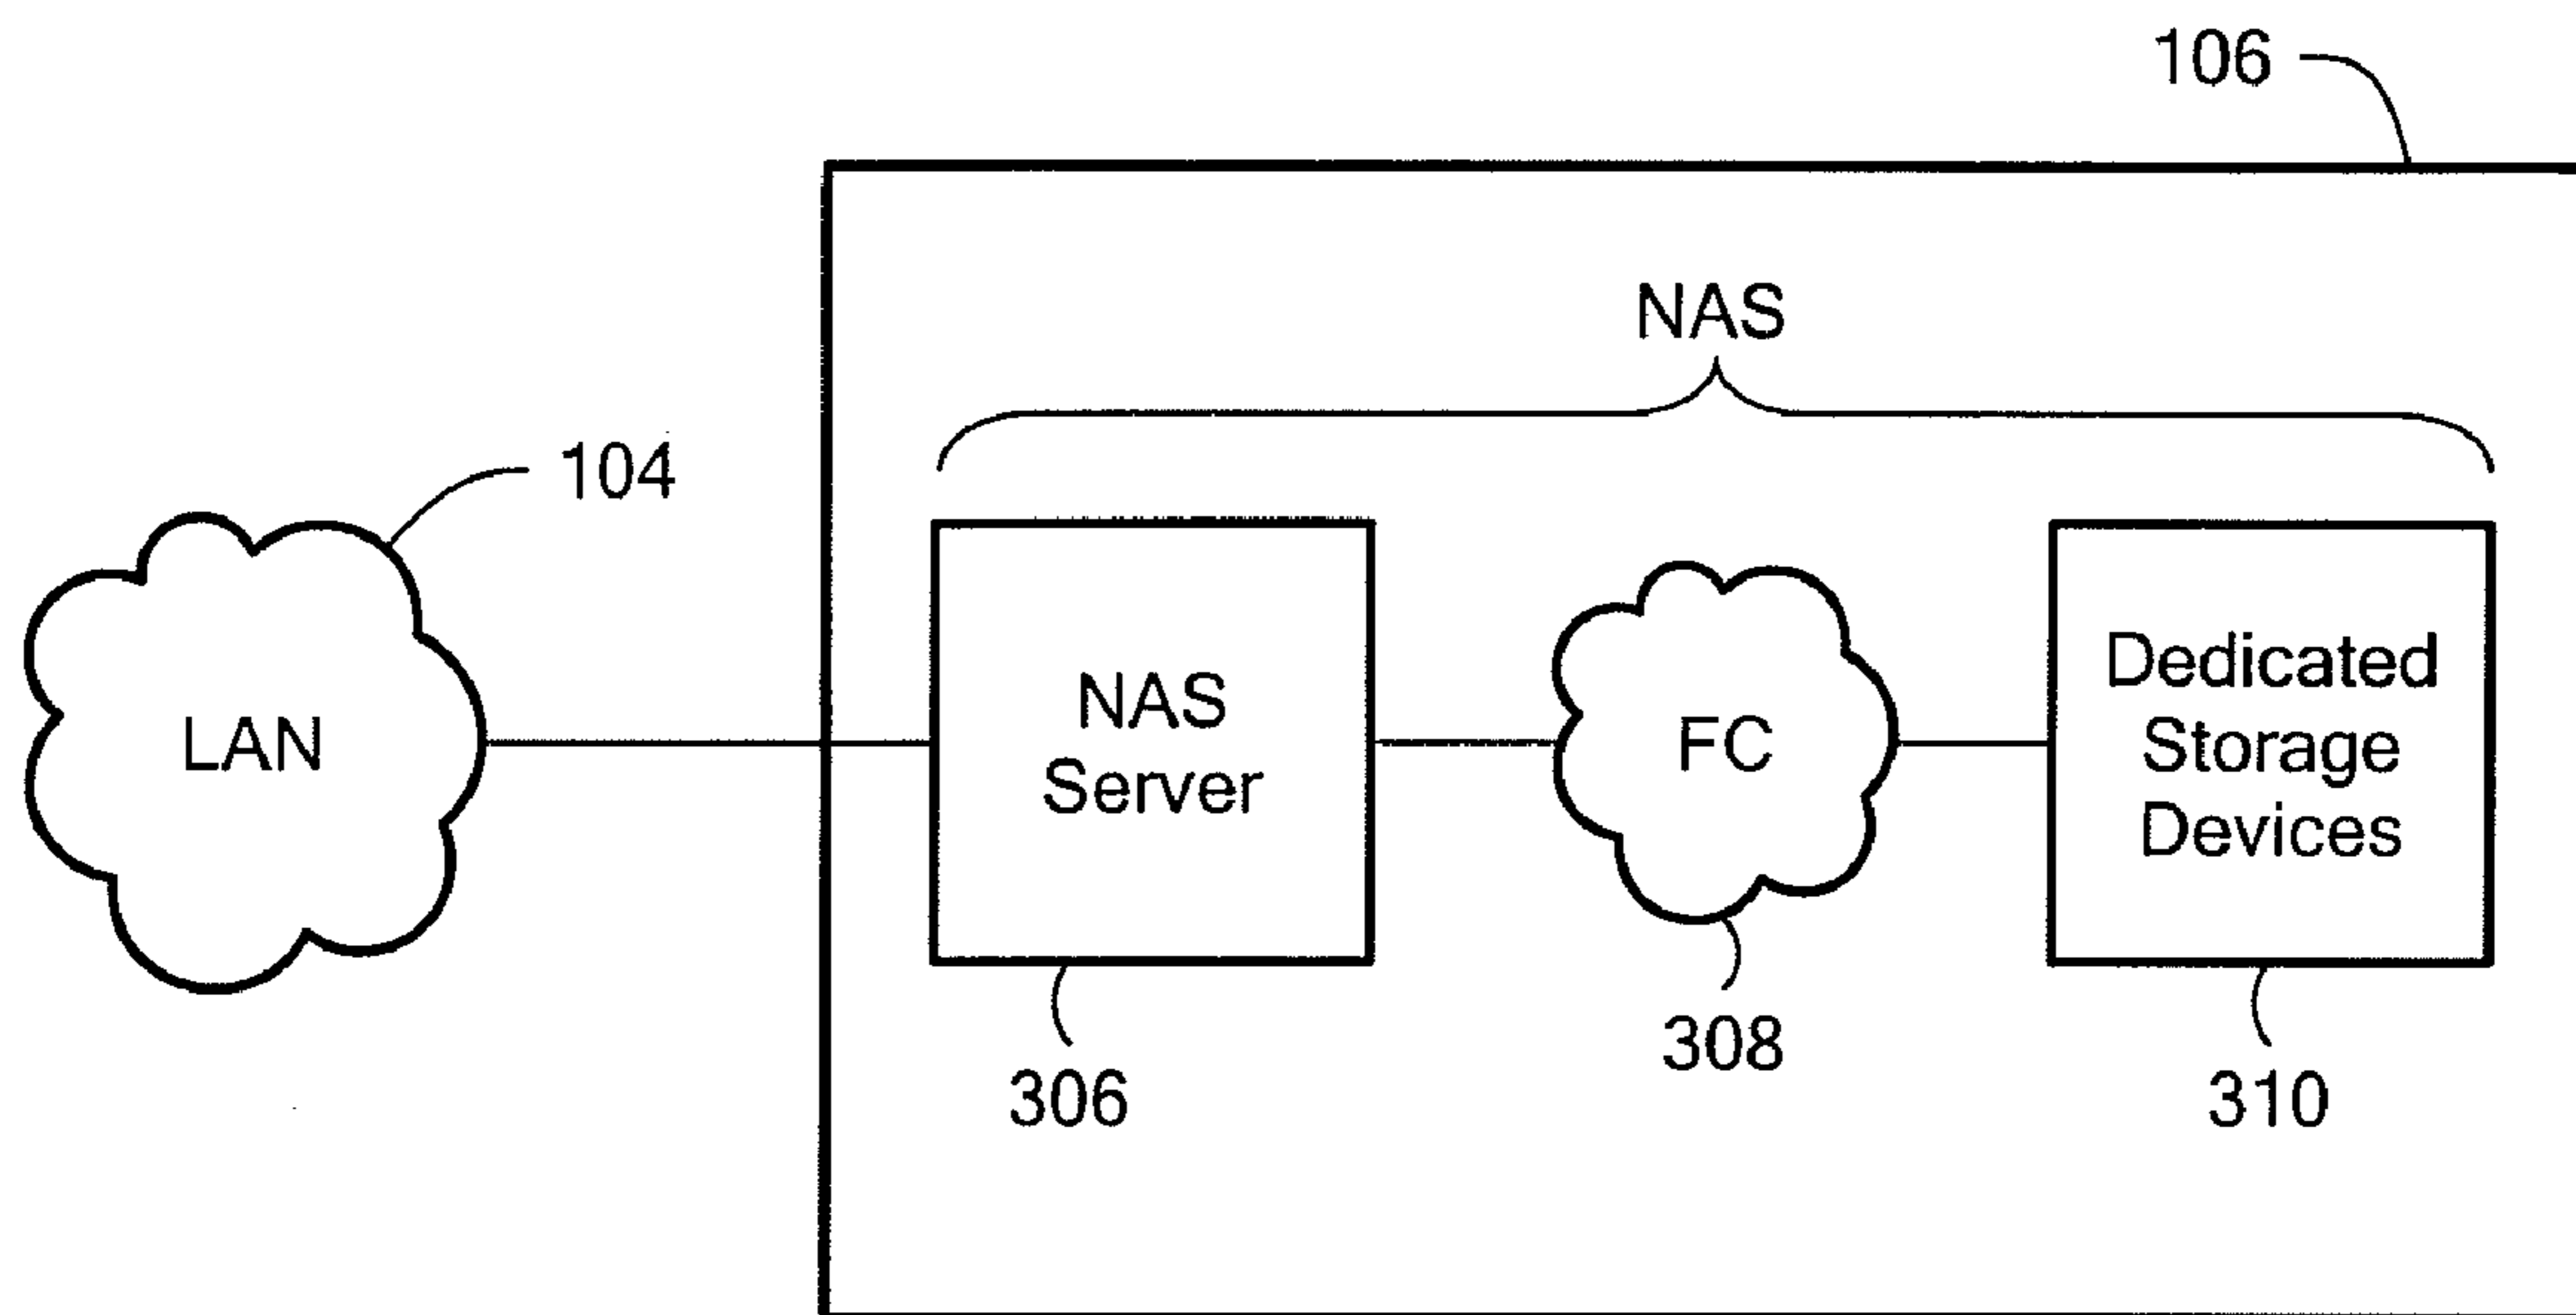 106
NAS
104
LAN
NAS
Server
FC
Dedicated
Storage
Devices
306
308
310